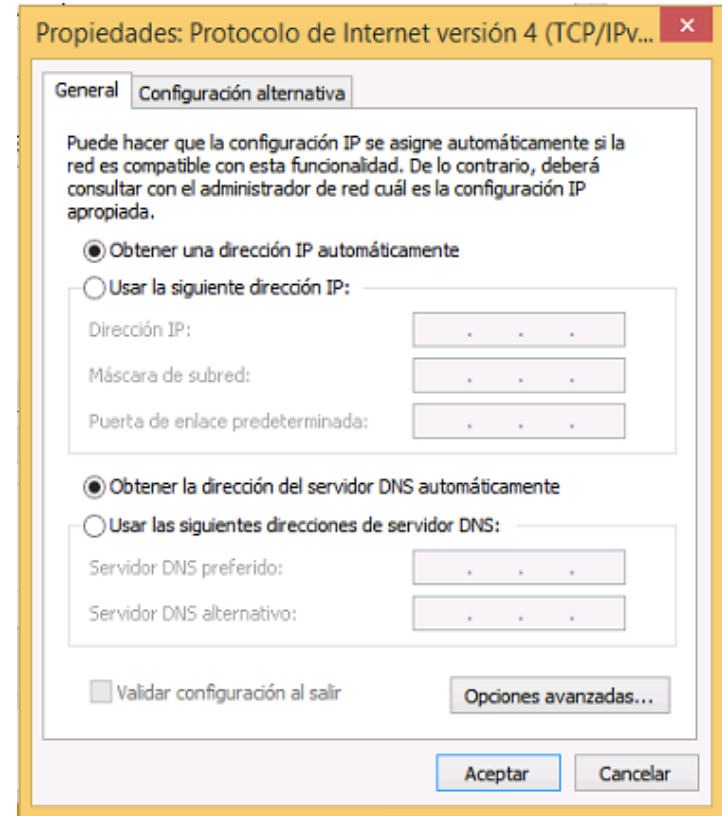 Propiedades: Protocolo de Internet versión 4 (TCP/IPv...
General
Configuración alternativa
Puede hacer que la configuración IP se asigne automáticamente si la
red es compatible con esta funcionalidad. De lo contrario, deberá
consultar con el administrador de red cuál es la configuración IP
apropiada.
Obtener una dirección IP automáticamente
Usar la siguiente dirección IP:
Dirección IP:
Máscara de subred:
Puerta de enlace predeterminada:
Obtener la dirección del servidor DNS automáticamente
Usar las siguientes direcciones de servidor DNS:
Servidor DNS preferido:
Servidor DNS alternativo:
Validar configuración al salir
Opciones avanzadas...
Aceptar
Cancelar